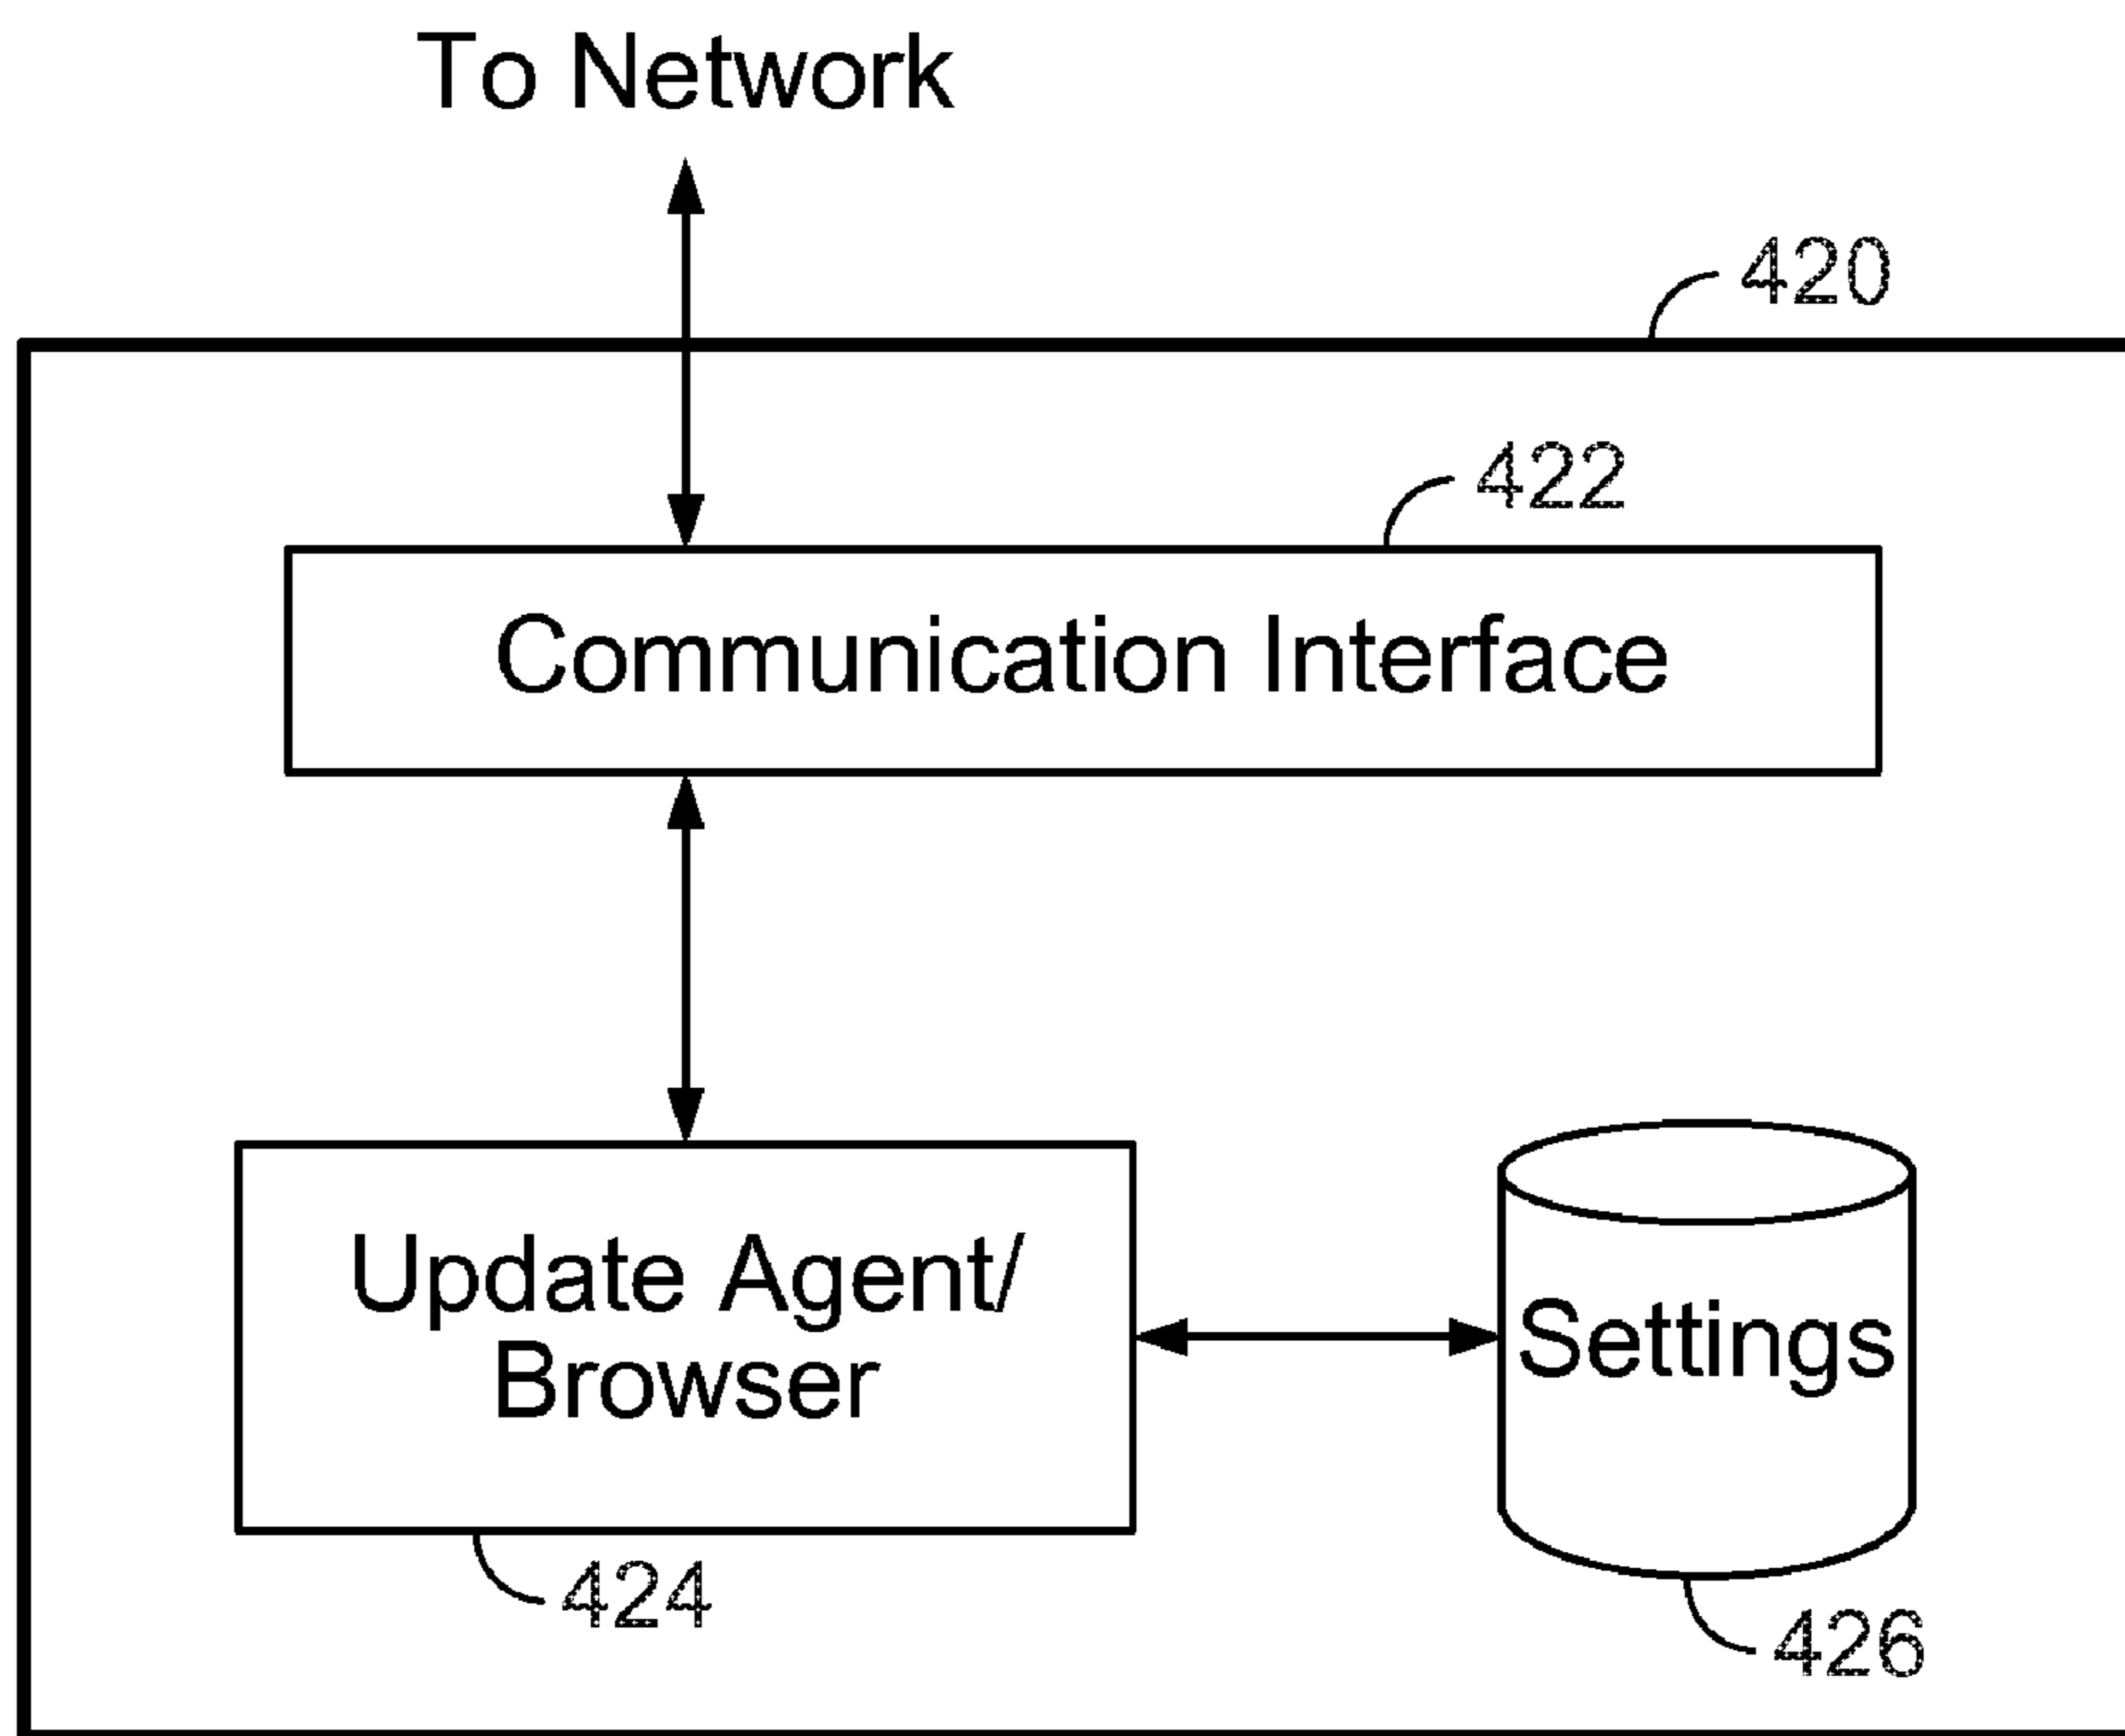 To Network
420
422
Communication Interface
Update Agent/
Browser
Settings
424
426